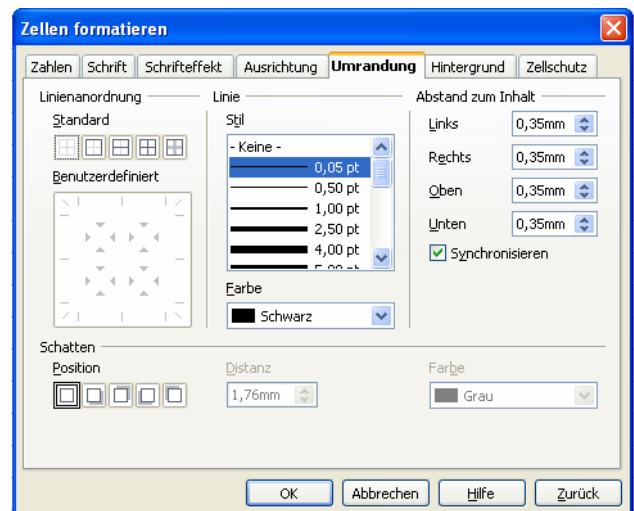 Zellen formatieren
Zahlen Schrift Schrifteffekt Ausrichtung Umrandung Hintergrund Zellschutz
Linienanordnung
Standard
Benutzerdefiniert
Linie
Stil
- Keine -
0,05 pt
0,50 pt
1,00 pt
2,50 pt
4,00 pt
Farbe
Schwarz
Abstand zum Inhalt
Links 0,35mm
Rechts 0,35mm
Oben 0,35mm
Unten 0,35mm
Synchronisieren
Schatten
Position
Distanz
1,76mm
Farbe
Grau
OK Abbrechen Hilfe Zurück